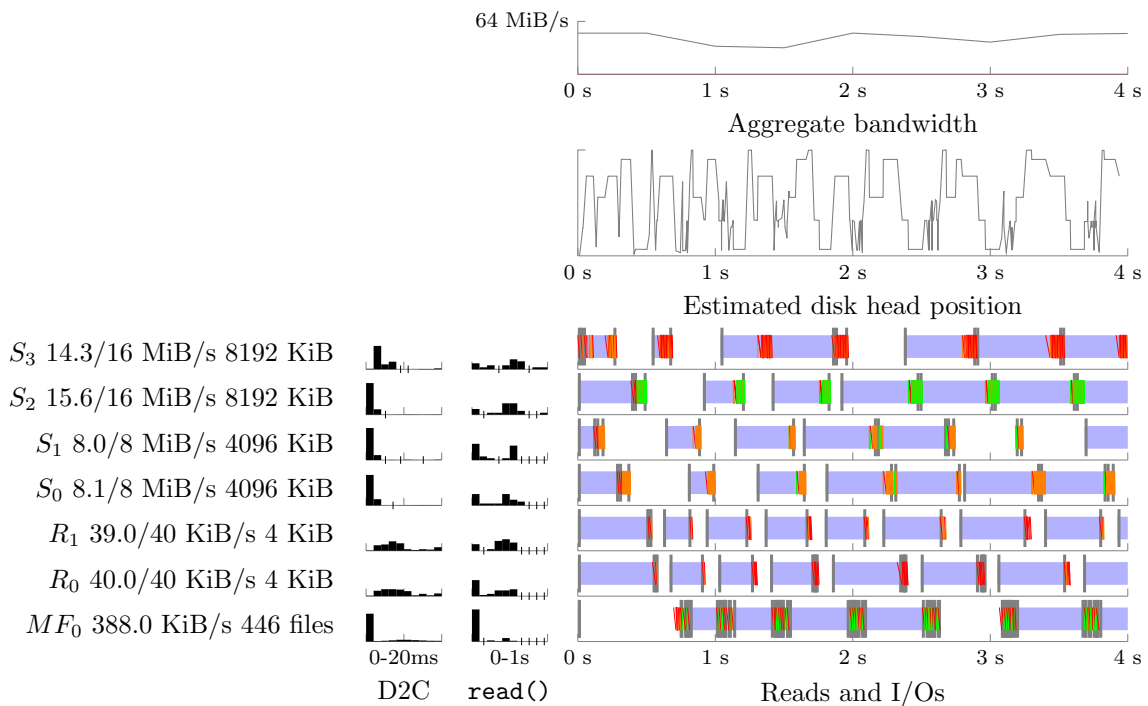 64 MiB/s
0 s 1 s 2 s 3 s 4 s
Aggregate bandwidth
0 s 1 s 2 s 3 s 4 s
Estimated disk head position
S3 14.3/16 MiB/s 8192 KiB
S2 15.6/16 MiB/s 8192 KiB
S1 8.0/8 MiB/s 4096 KiB
S0 8.1/8 MiB/s 4096 KiB
R1 39.0/40 KiB/s 4 KiB
R0 40.0/40 KiB/s 4 KiB
MF0 388.0 KiB/s 446 files
0-20ms 0-1s 0 s 1 s 2 s 3 s 4 s
D2C read() Reads and I/Os